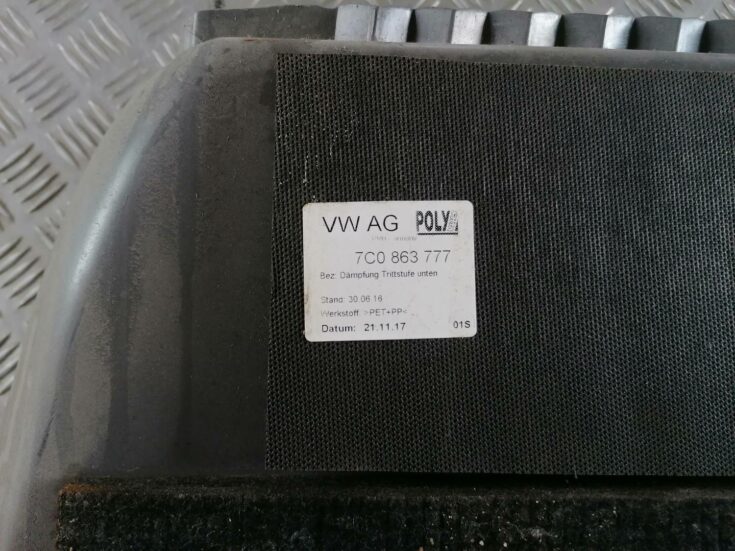 VW AG POLY
7C0 863 777
Bez: Dämpfung Trittstufe unten
Stand: 30.06.16
Werkstoff: >PET+PP<
Datum: 21.11.17 01S